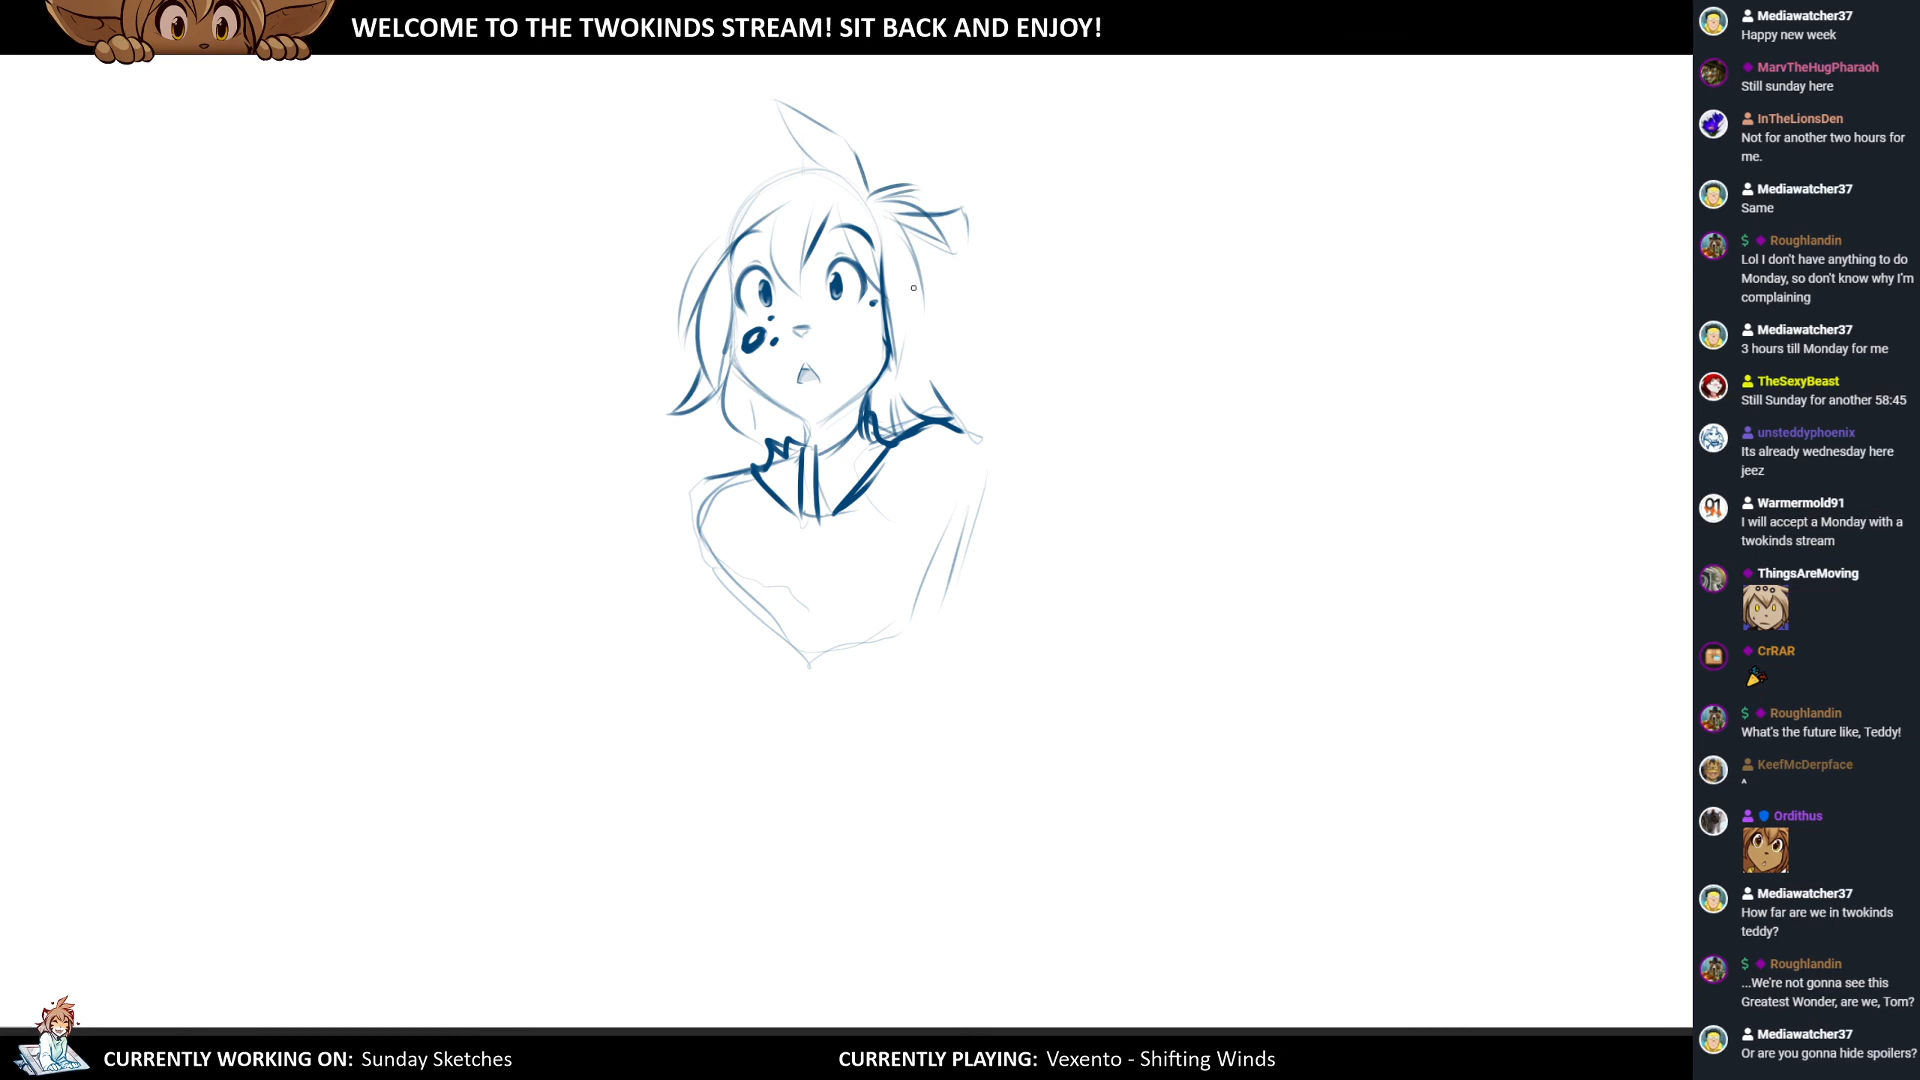 WELCOME TO THE TWOKINDS STREAM! SIT BACK AND ENJOY!
Mediawatcher37
Happy new week
MarvTheHugPharaoh
Still sunday here
InTheLionsDen
Not for another two hours for
me.
Mediawatcher37
Same
$ Roughlandin
Lol I don't have anything to do
Monday, so don't know why I'm
complaining
Mediawatcher37
3 hours till Monday for me
TheSexyBeast
Still Sunday for another 58:45
unsteddyphoenix
Its already wednesday here
jeez
91 Warmermold91
I will accept a Monday with a
twokinds stream
ThingsAreMoving
CrRAR
$ Roughlandin
What's the future like, Teddy!
KeefMcDerpface
^
Ordithus
Mediawatcher37
How far are we in twokinds
teddy?
$ Roughlandin
...We're not gonna see this
Greatest Wonder, are we, Tom?
Mediawatcher37
Or are you gonna hide spoilers?
CURRENTLY WORKING ON: Sunday Sketches
CURRENTLY PLAYING: Vexento - Shifting Winds